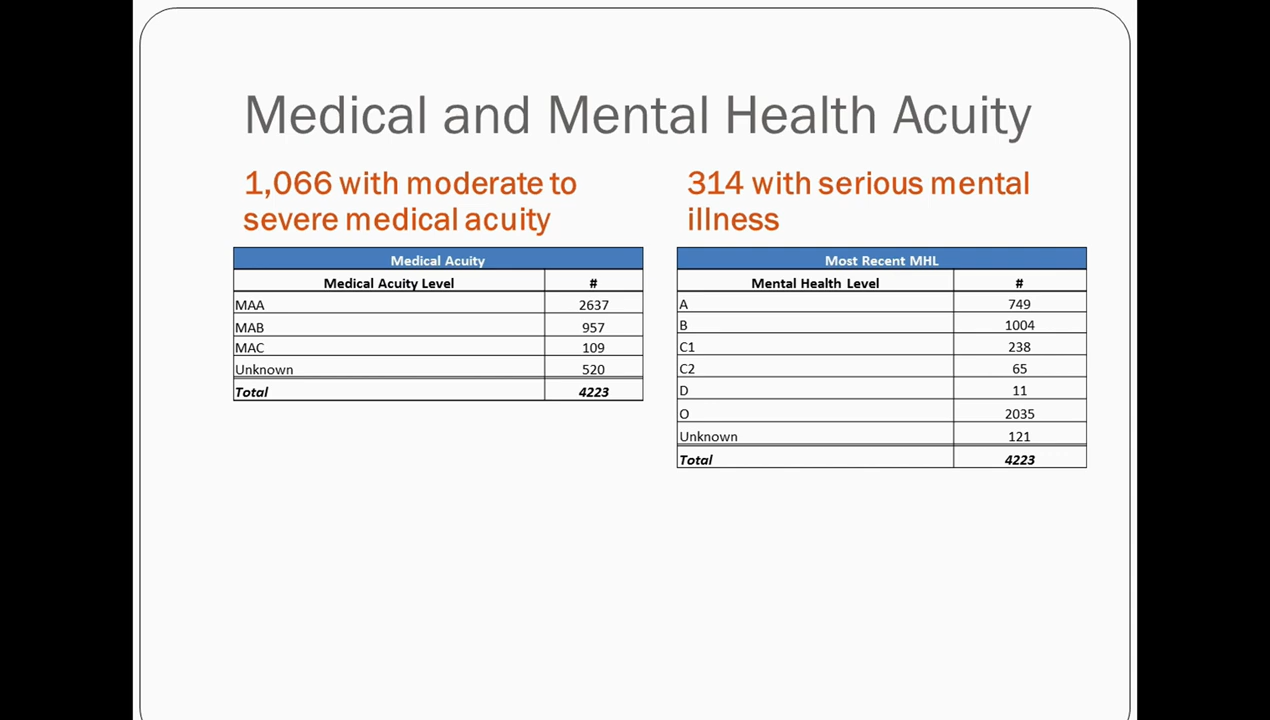 Medical and Mental Health Acuity
1,066 with moderate to
severe medical acuity
Medical Acuity
Medical Acuity Level #
MAA 2637
MAB 957
MAC 109
Unknown 520
Total 4223
314 with serious mental
illness
Most Recent MHL
Mental Health Level #
A 749
B 1004
C1 238
C2 65
D 11
O 2035
Unknown 121
Total 4223